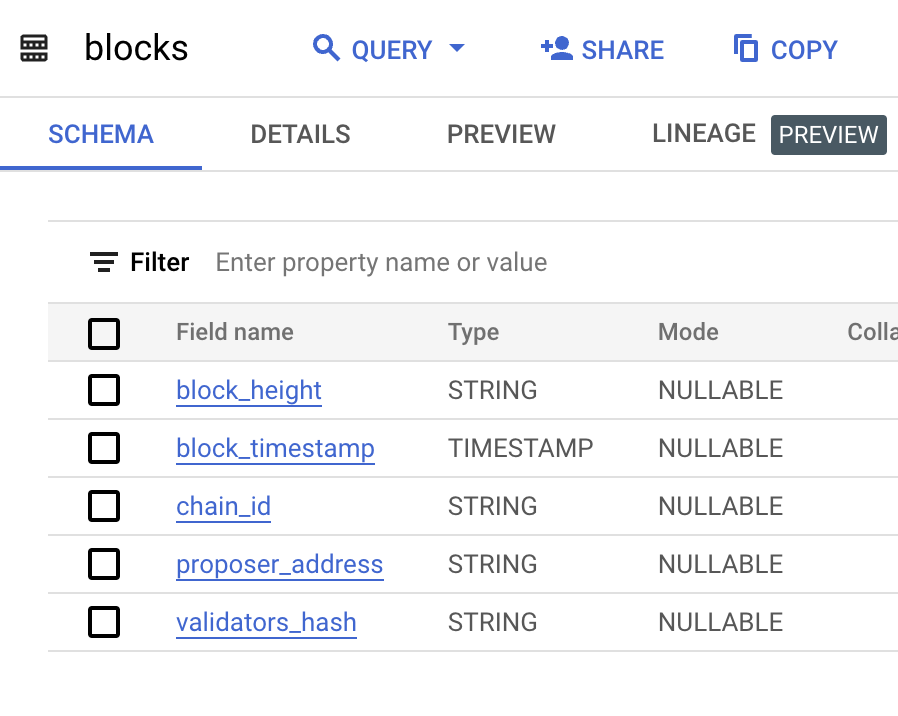 blocks QUERY SHARE COPY
SCHEMA DETAILS PREVIEW LINEAGE PREVIEW
Filter Enter property name or value
Field name Type Mode Colla
block_height STRING NULLABLE
block_timestamp TIMESTAMP NULLABLE
chain_id STRING NULLABLE
proposer_address STRING NULLABLE
validators_hash STRING NULLABLE